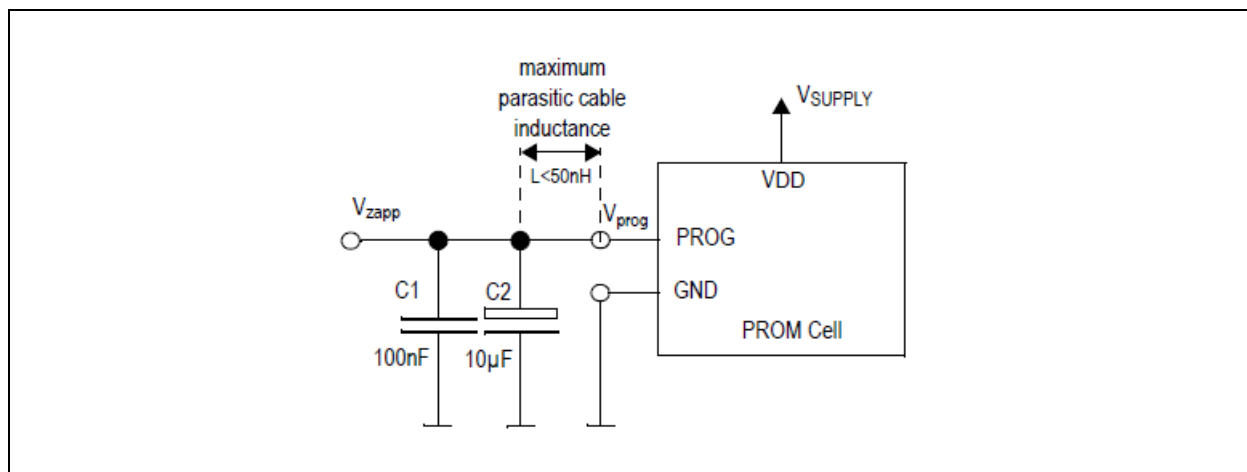 maximum
parasitic cable
inductance
L<50nH
VSUPPLY
VDD
Vzapp
Vprog
PROG
GND
C1
C2
PROM Cell
100nF
10µF